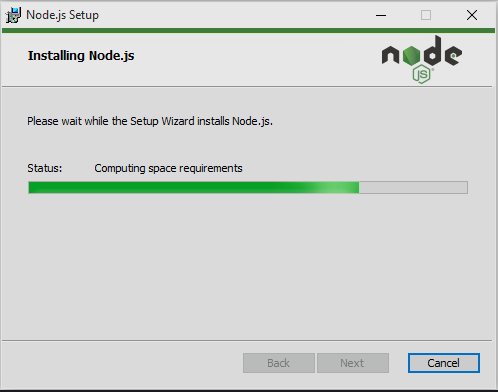 Node.js Setup
Installing Node.js
node
JS
Please wait while the Setup Wizard installs Node.js.
Status: Computing space requirements
Back Next Cancel